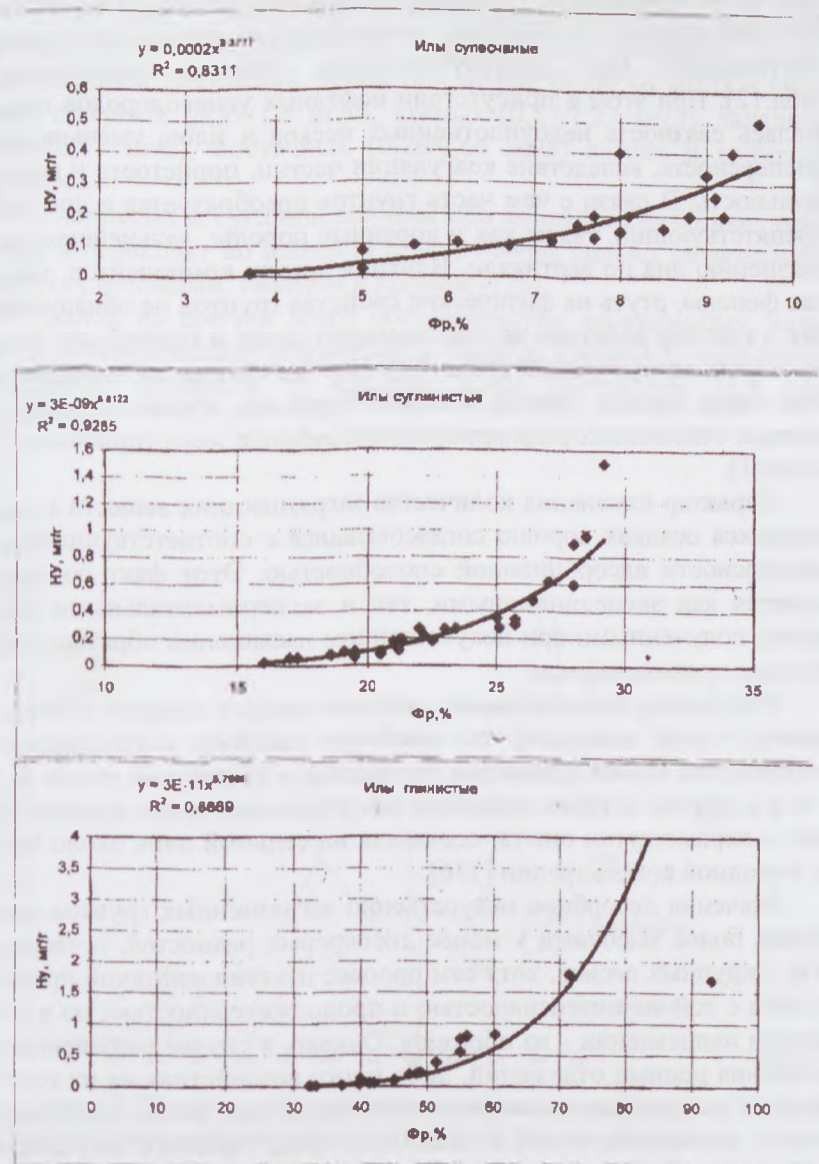 y = 0,0002x
R² = 0,8311
Илы супесчаные
0,6
0,5
0,4
0,3
0,2
0,1
0
НУ, мг/г
2 3 4 5 6 7 8 9 10
Фр,%
y = 3E-09x
R² = 0,9285
Илы суглинистые
1,6
1,4
1,2
1
0,8
0,6
0,4
0,2
0
НУ, мг/г
10 15 20 25 30 35
Фр,%
y = 3E-11x
R² = 0,8689
Илы глинистые
4
3,5
3
2,5
2
1,5
1
0,5
0
Ну, мг/г
0 10 20 30 40 50 60 70 80 90 100
Фр,%